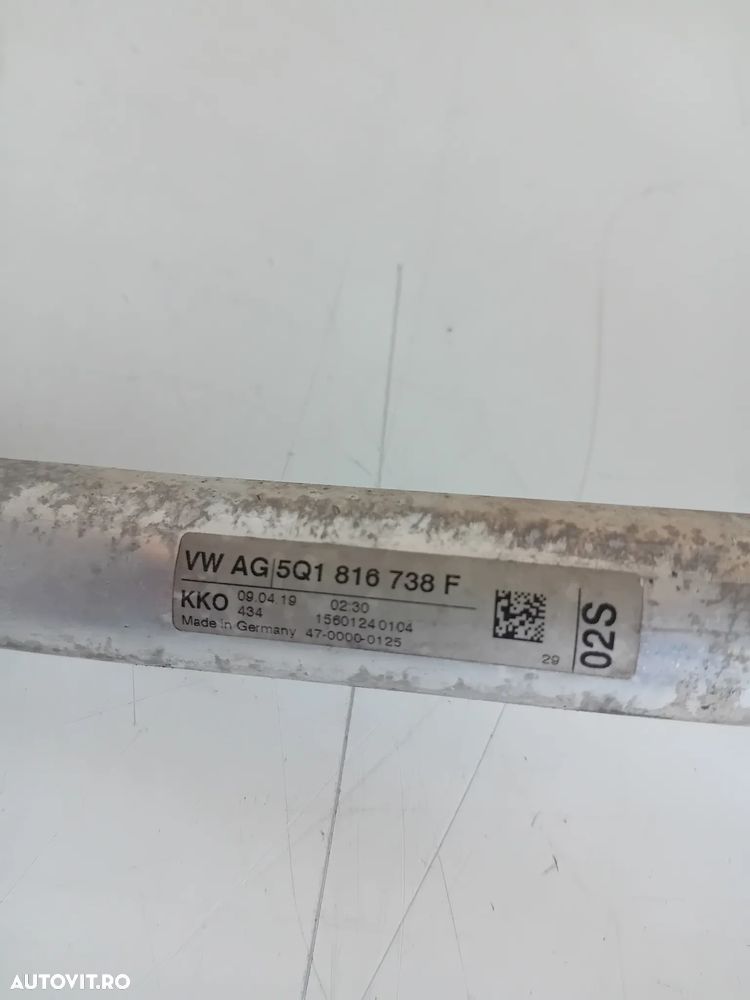 VW AG 5Q1 816 738 F
KKO 09.04.19 02:30
434 15601240104
Made in Germany 47-0000-0125
29
02S
AUTOVIT.RO